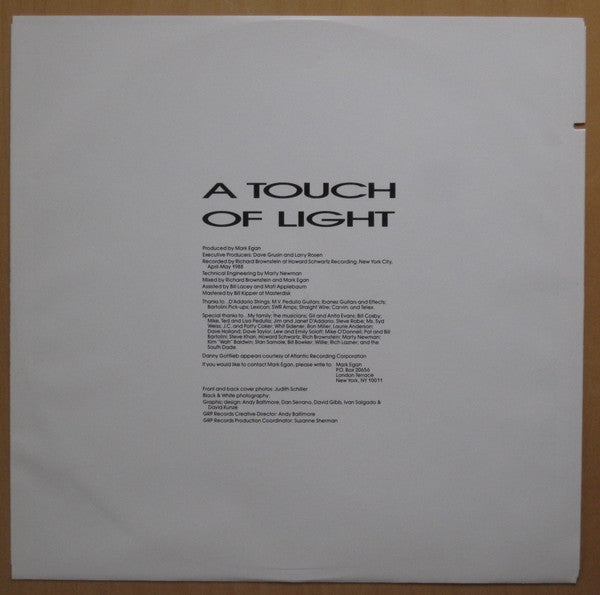 A TOUCH
OF LIGHT
Produced by Mark Egan
Executive Producers: Dave Grusin and Larry Rosen
Recorded by Richard Brownstein at Howard Schwartz Recording, New York City,
April-May 1988
Technical Engineering by Marty Newman
Mixed by Richard Brownstein and Mark Egan
Assisted by Bill Lacey and Matt Applebaum
Mastered by Bill Kipper at Masterdisk
Thanks to...D'Addario Strings; M.V. Pedulla Guitars; Ibanez Guitars and Effects;
Bartolini Pick-ups; Lexicon; SWR Amps; Straight Wire; Carvin; and Telex.
Special thanks to...My family; the musicians; Gil and Anita Evans; Bill Cosby;
Mike, Ted and Lisa Pedulla; Jim and Janet D'Addario; Steve Rabe; Ms. Syd
Weiss; J.C. and Patty Coker; Whit Sidener; Ron Miller; Laurie Anderson;
Dave Holland; Dave Taylor; Lew and Emily Soloff; Mike O'Donnell; Pat and Bill
Bartolini; Steve Khan; Howard Schwartz; Rich Brownstein; Marty Newman;
Kim "Walt" Baldwin; Stan Samole; Bill Bowker; Willie; Rich Lazner; and the
South Dade.
Danny Gottlieb appears courtesy of Atlantic Recording Corporation
If you would like to contact Mark Egan, please write to: Mark Egan
P.O. Box 20656
London Terrace
New York, NY 10011
Front and back cover photos: Judith Schiller
Black & White photography:
Graphic design: Andy Baltimore, Dan Serrano, David Gibb, Ivan Salgado &
David Kunze
GRP Records Creative Director: Andy Baltimore
GRP Records Production Coordinator: Suzanne Sherman